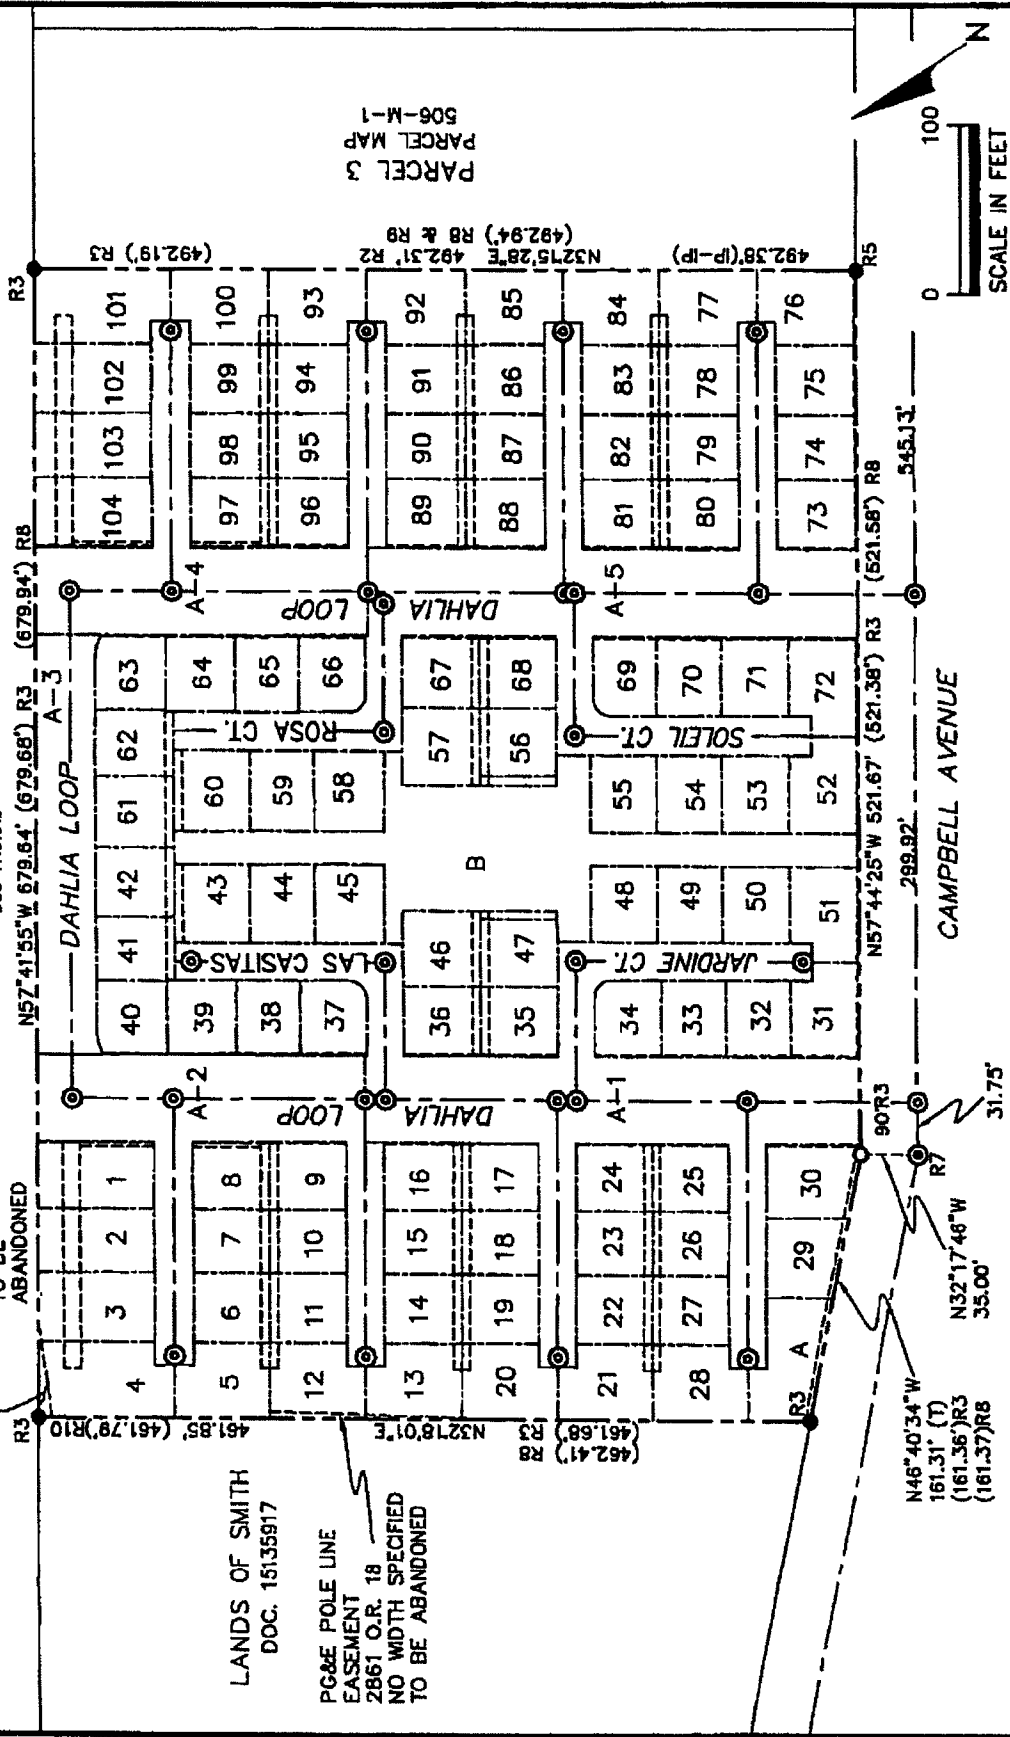 TO BE
ABANDONED
R3
N57°41'55"W 679.64' (679.68') R3 (679.94') R8
R3
DAHLIA LOOP
A-3
LANDS OF SMITH
DOC. 15135917
PG&E POLE LINE
EASEMENT
2861 O.R. 18
NO WIDTH SPECIFIED
TO BE ABANDONED
461.85' (461.79')R10
N32°18'01"E
(461.68') R3
(462.41') R8
4 3 2 1
5 6 7 8
12 11 10 9
13 14 15 16
20 19 18 17
21 22 23 24
28 27 26 25
A 29 30
A-2
DAHLIA LOOP
A-1
40 41 42 61 62 63
39 43 60 64
38 44 59 65
37 45 58 66
LAS CASITAS
ROSA CT.
36 46 57 67
35 47 56 68
B
34 48 55 69
33 49 54 70
32 50 53 71
31 51 52 72
JARDINE CT.
SOLEIL CT.
A-4
DAHLIA LOOP
A-5
104 103 102 101
97 98 99 100
96 95 94 93
89 90 91 92
88 87 86 85
81 82 83 84
80 79 78 77
73 74 75 76
(492.19') R3
492.31' R2
N32°15'28"E
(492.94') R8 & R9
492.38'(IP-IP)
PARCEL 3
PARCEL MAP
506-M-1
R3
N46°40'34"W
161.31' (T)
(161.36')R3
(161.37)R8
N32°17'46"W
35.00'
R7
90'R3
31.75'
N57°44'25"W 521.67' (521.38') R3 (521.58') R8
R5
299.92'
545.13'
CAMPBELL AVENUE
N
0 100
SCALE IN FEET